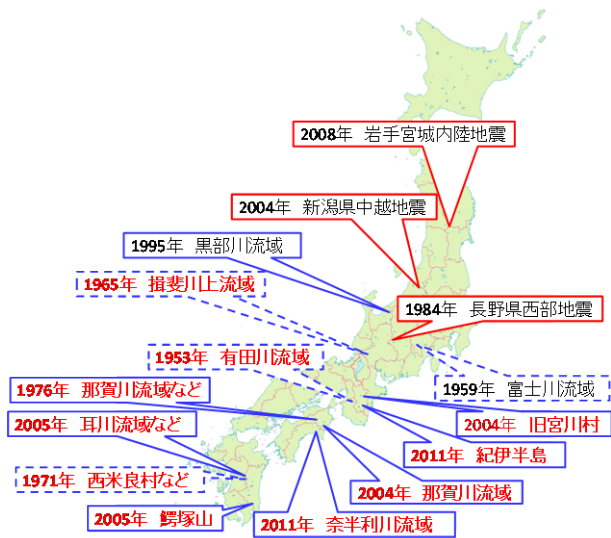 2008年 岩手宮城内陸地震
2004年 新潟県中越地震
1995年 黒部川流域
1965年 揖斐川上流域
1984年 長野県西部地震
1953年 有田川流域
1976年 那賀川流域など
1959年 富士川流域
2005年 耳川流域など
2004年 旧宮川村
2011年 紀伊半島
1971年 西米良村など
2004年 那賀川流域
2005年 鰐塚山
2011年 奈半利川流域